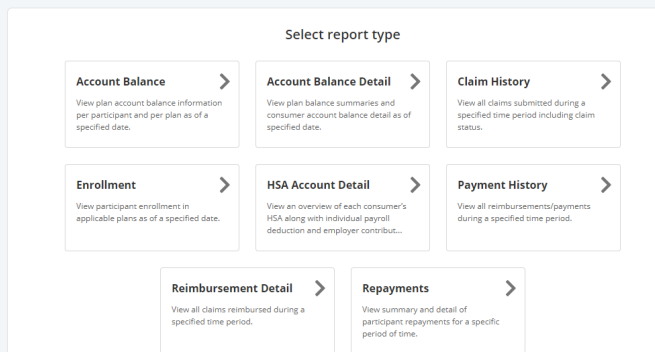 Select report type
Account Balance
View plan account balance information
per participant and per plan as of a
specified date.
Account Balance Detail
View plan balance summaries and
consumer account balance detail as of
specified date.
Claim History
View all claims submitted during a
specified time period including claim
status.
Enrollment
View participant enrollment in
applicable plans as of a specified date.
HSA Account Detail
View an overview of each consumer's
HSA along with individual payroll
deduction and employer contribut...
Payment History
View all reimbursements/payments
during a specified time period.
Reimbursement Detail
View all claims reimbursed during a
specified time period.
Repayments
View summary and detail of
participant repayments for a specific
period of time.